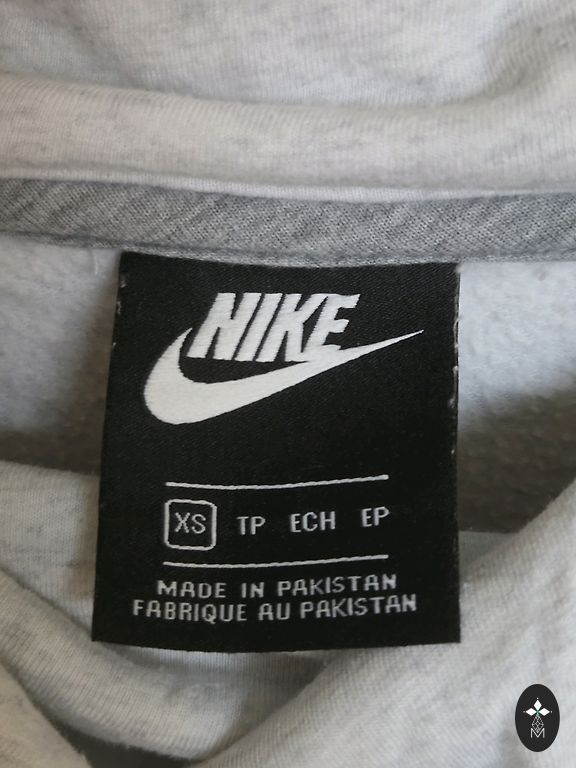 NIKE
XS TP ECH EP
MADE IN PAKISTAN
FABRIQUE AU PAKISTAN
M